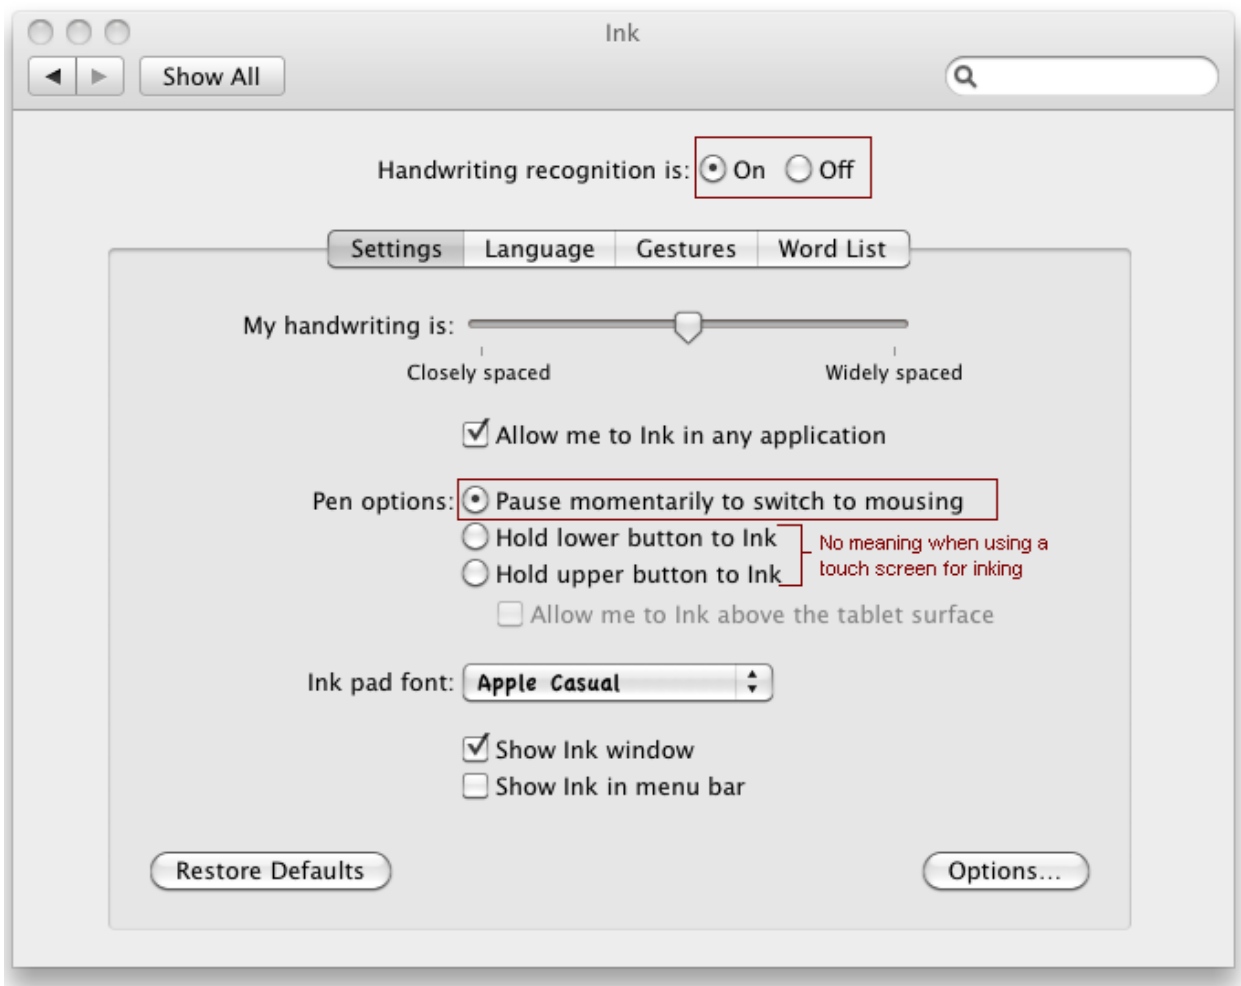 Ink
Show All
Handwriting recognition is: On Off
Settings Language Gestures Word List
My handwriting is:
Closely spaced Widely spaced
Allow me to Ink in any application
Pen options: Pause momentarily to switch to mousing
Hold lower button to Ink
Hold upper button to Ink
No meaning when using a
touch screen for inking
Allow me to Ink above the tablet surface
Ink pad font: Apple Casual
Show Ink window
Show Ink in menu bar
Restore Defaults Options...